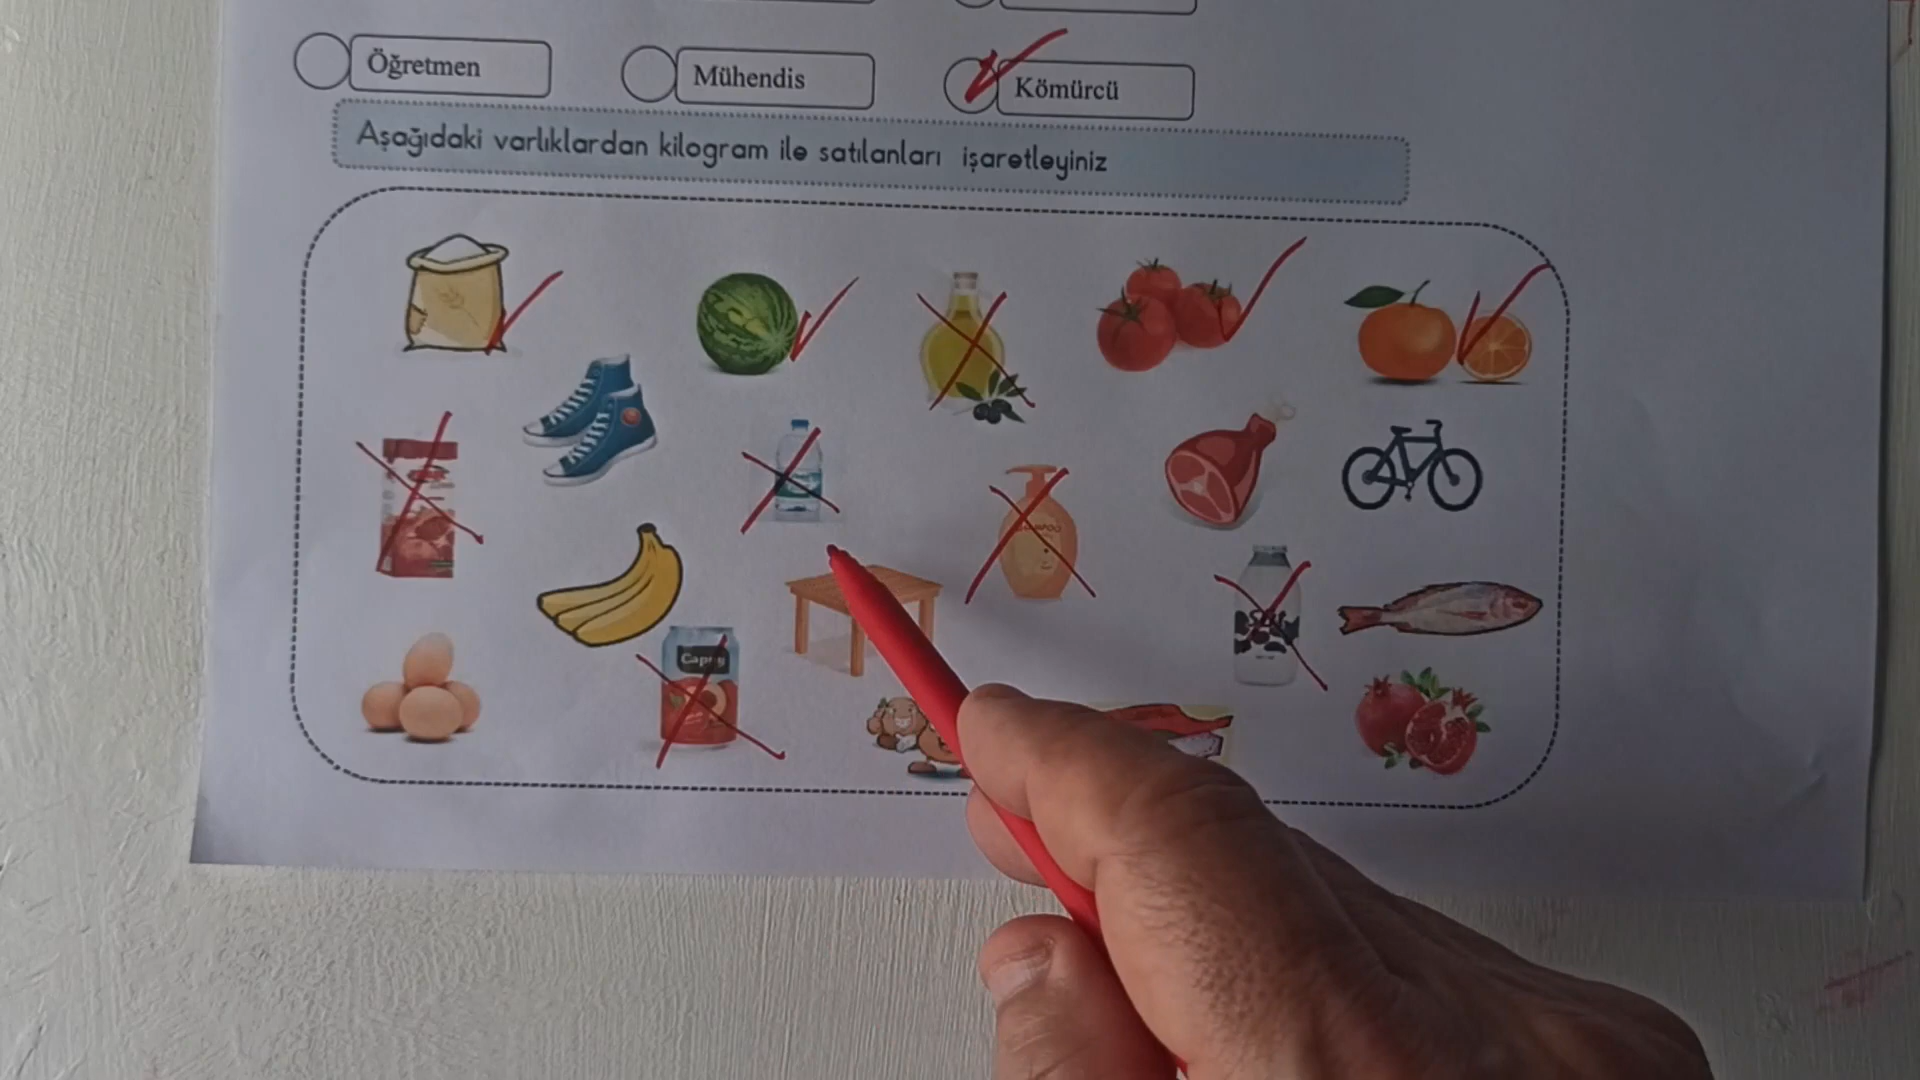 Öğretmen
Mühendis
Kömürcü
Aşağıdaki varlıklardan kilogram ile satılanları işaretleyiniz